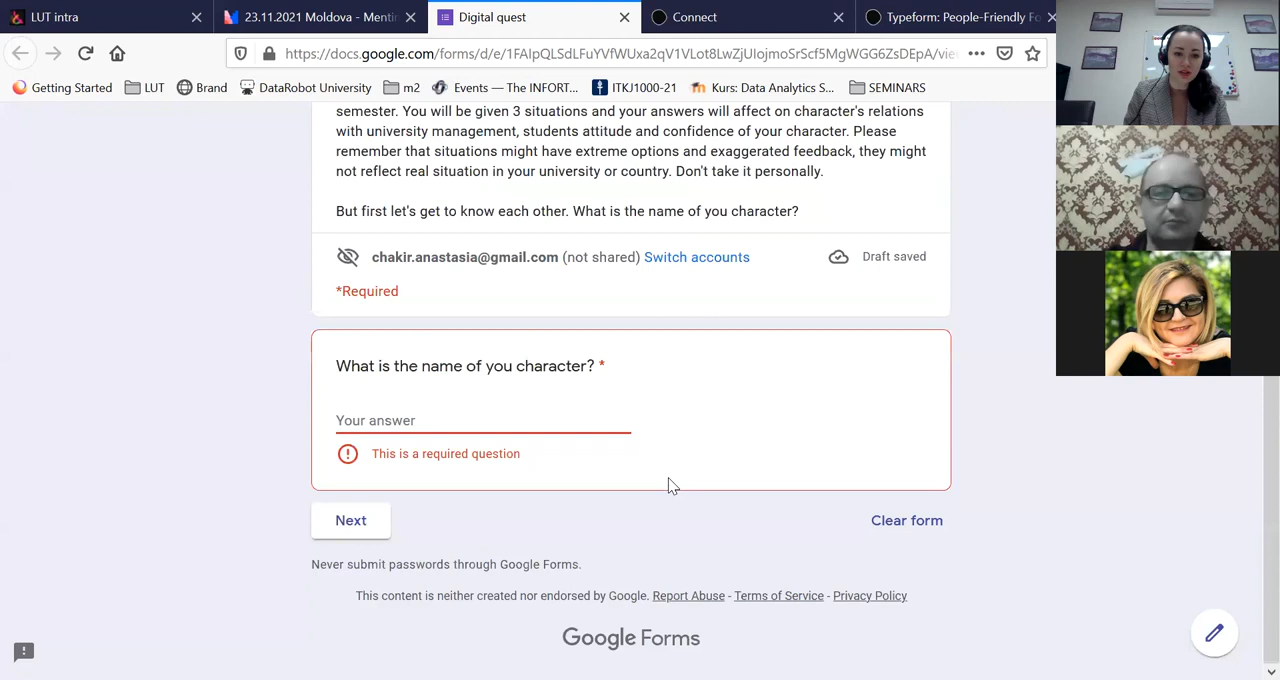 LUT intra
23.11.2021 Moldova - Mentir
Digital quest
Connect
Typeform: People-Friendly Fo
https://docs.google.com/forms/d/e/1FAIpQLSdLFuYVfWUxa2qV1VLot8LwZjUIojmoSrScf5MgWGG6ZsDEpA/vie
Getting Started
LUT
Brand
DataRobot University
m2
Events — The INFORT...
ITKJ1000-21
Kurs: Data Analytics S...
SEMINARS
semester. You will be given 3 situations and your answers will affect on character's relations
with university management, students attitude and confidence of your character. Please
remember that situations might have extreme options and exaggerated feedback, they might
not reflect real situation in your university or country. Don't take it personally.
But first let's get to know each other. What is the name of you character?
chakir.anastasia@gmail.com (not shared) Switch accounts
Draft saved
*Required
What is the name of you character? *
Your answer
This is a required question
Next
Clear form
Never submit passwords through Google Forms.
This content is neither created nor endorsed by Google. Report Abuse - Terms of Service - Privacy Policy
Google Forms